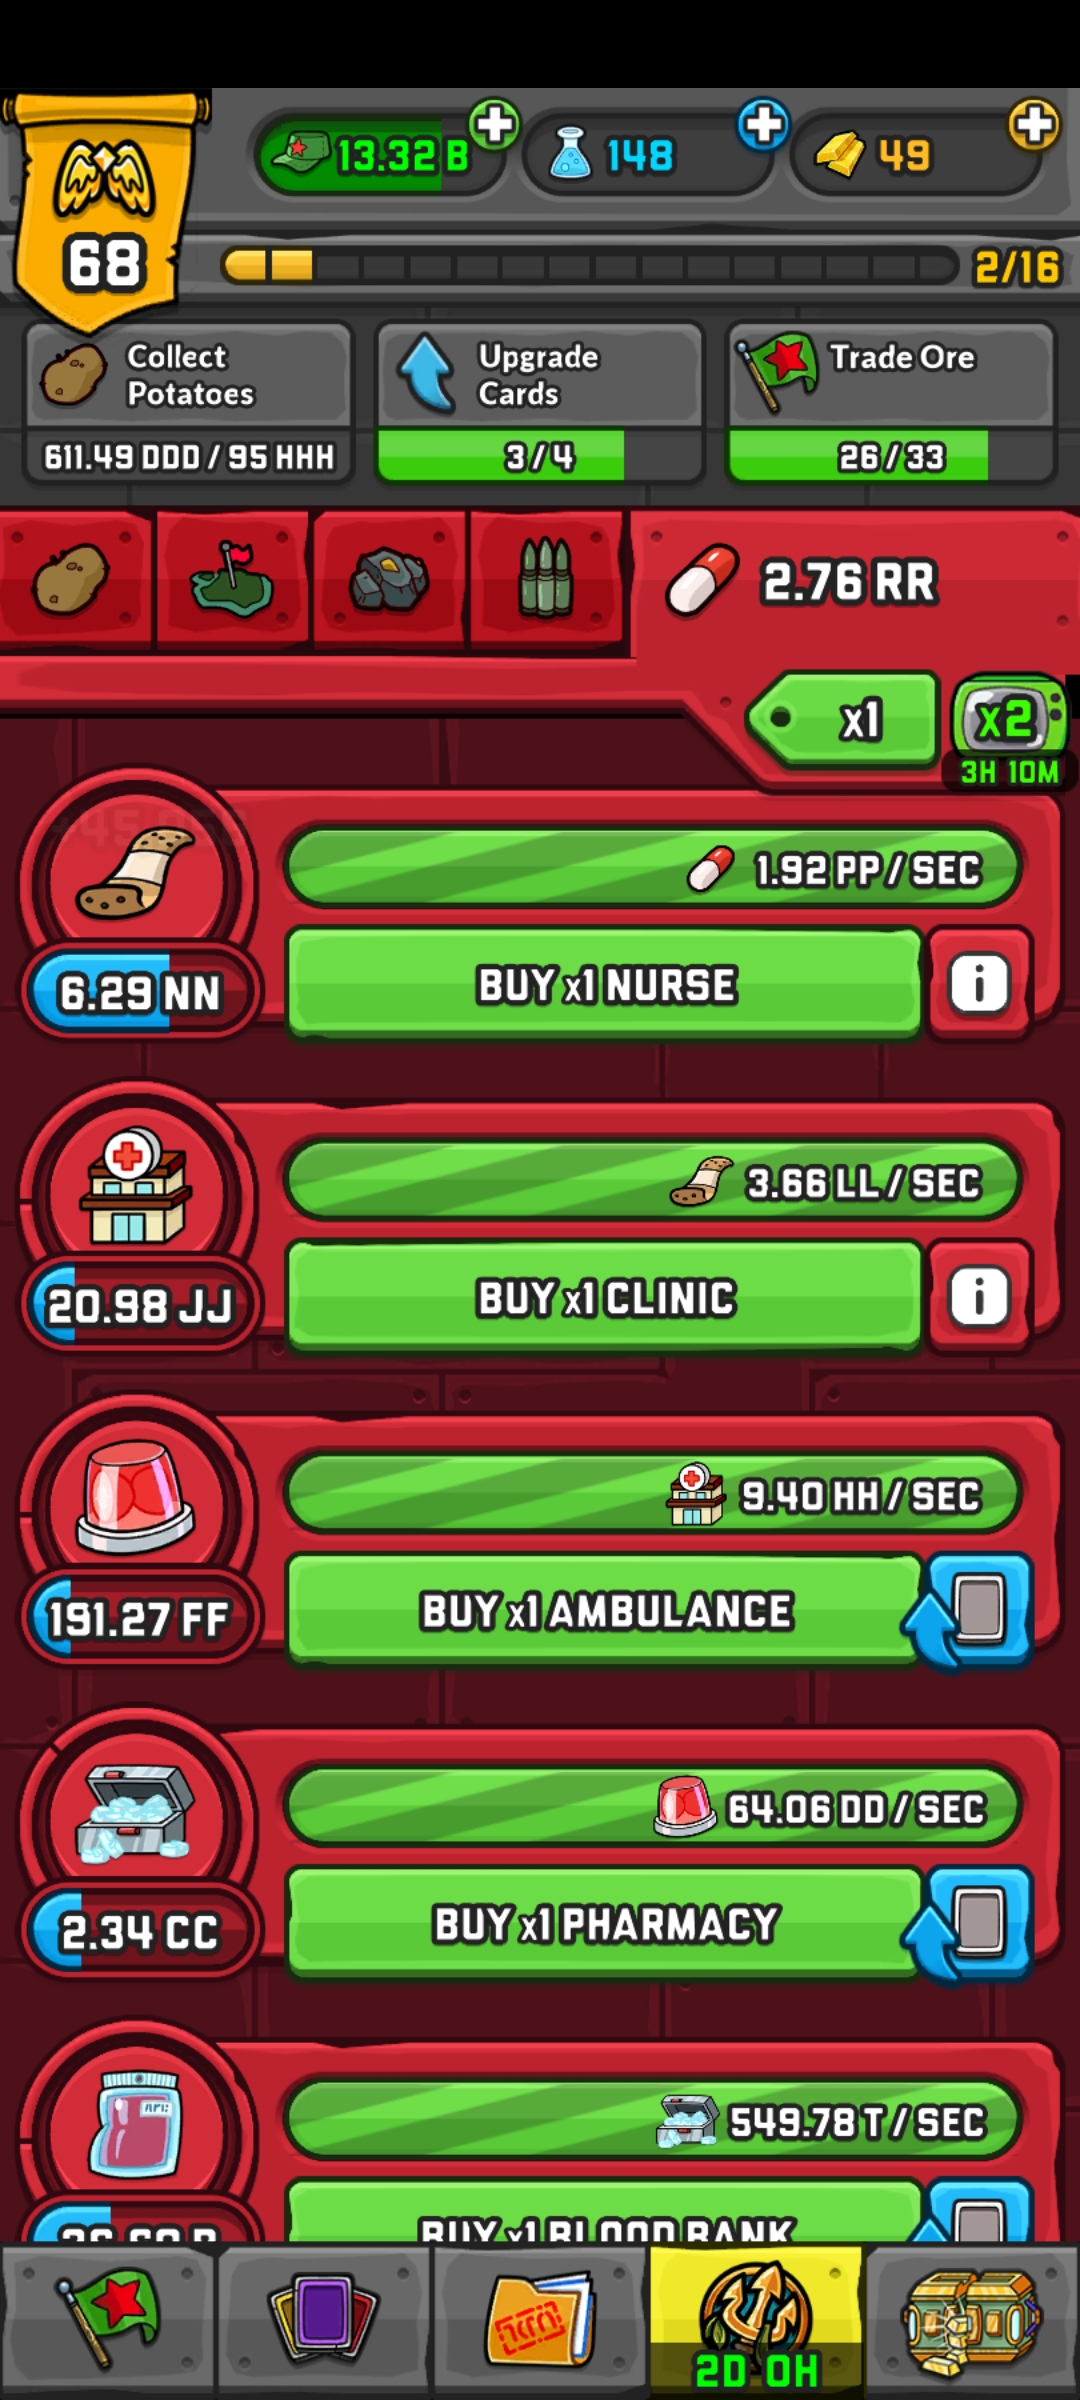 13.32 B
148
49
68
2/16
Collect
Potatoes
Upgrade
Cards
Trade Ore
611.49 DDD / 95 HHH
3/4
26/33
2.76 RR
x1
x2
3H 10M
1.92 PP / SEC
6.29 NN
BUY x1 NURSE
i
3.66 LL / SEC
20.98 JJ
BUY x1 CLINIC
i
9.40 HH / SEC
191.27 FF
BUY x1 AMBULANCE
64.06 DD / SEC
2.34 CC
BUY x1 PHARMACY
549.78 T / SEC
BUY x1 BLOOD BANK
2D 0H